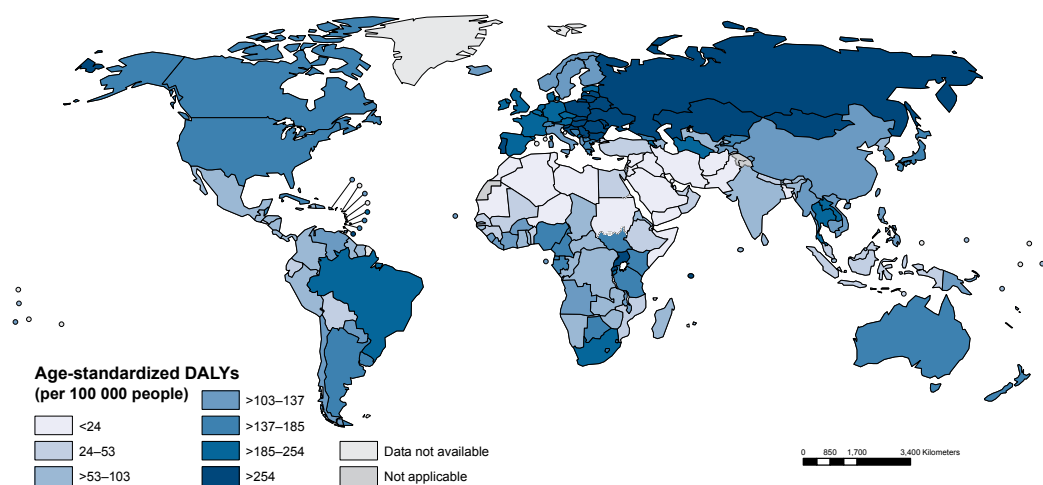 Age-standardized DALYs
(per 100 000 people)
<24
24–53
>53–103
>103–137
>137–185
>185–254
>254
Data not available
Not applicable
0 850 1,700 3,400 Kilometers